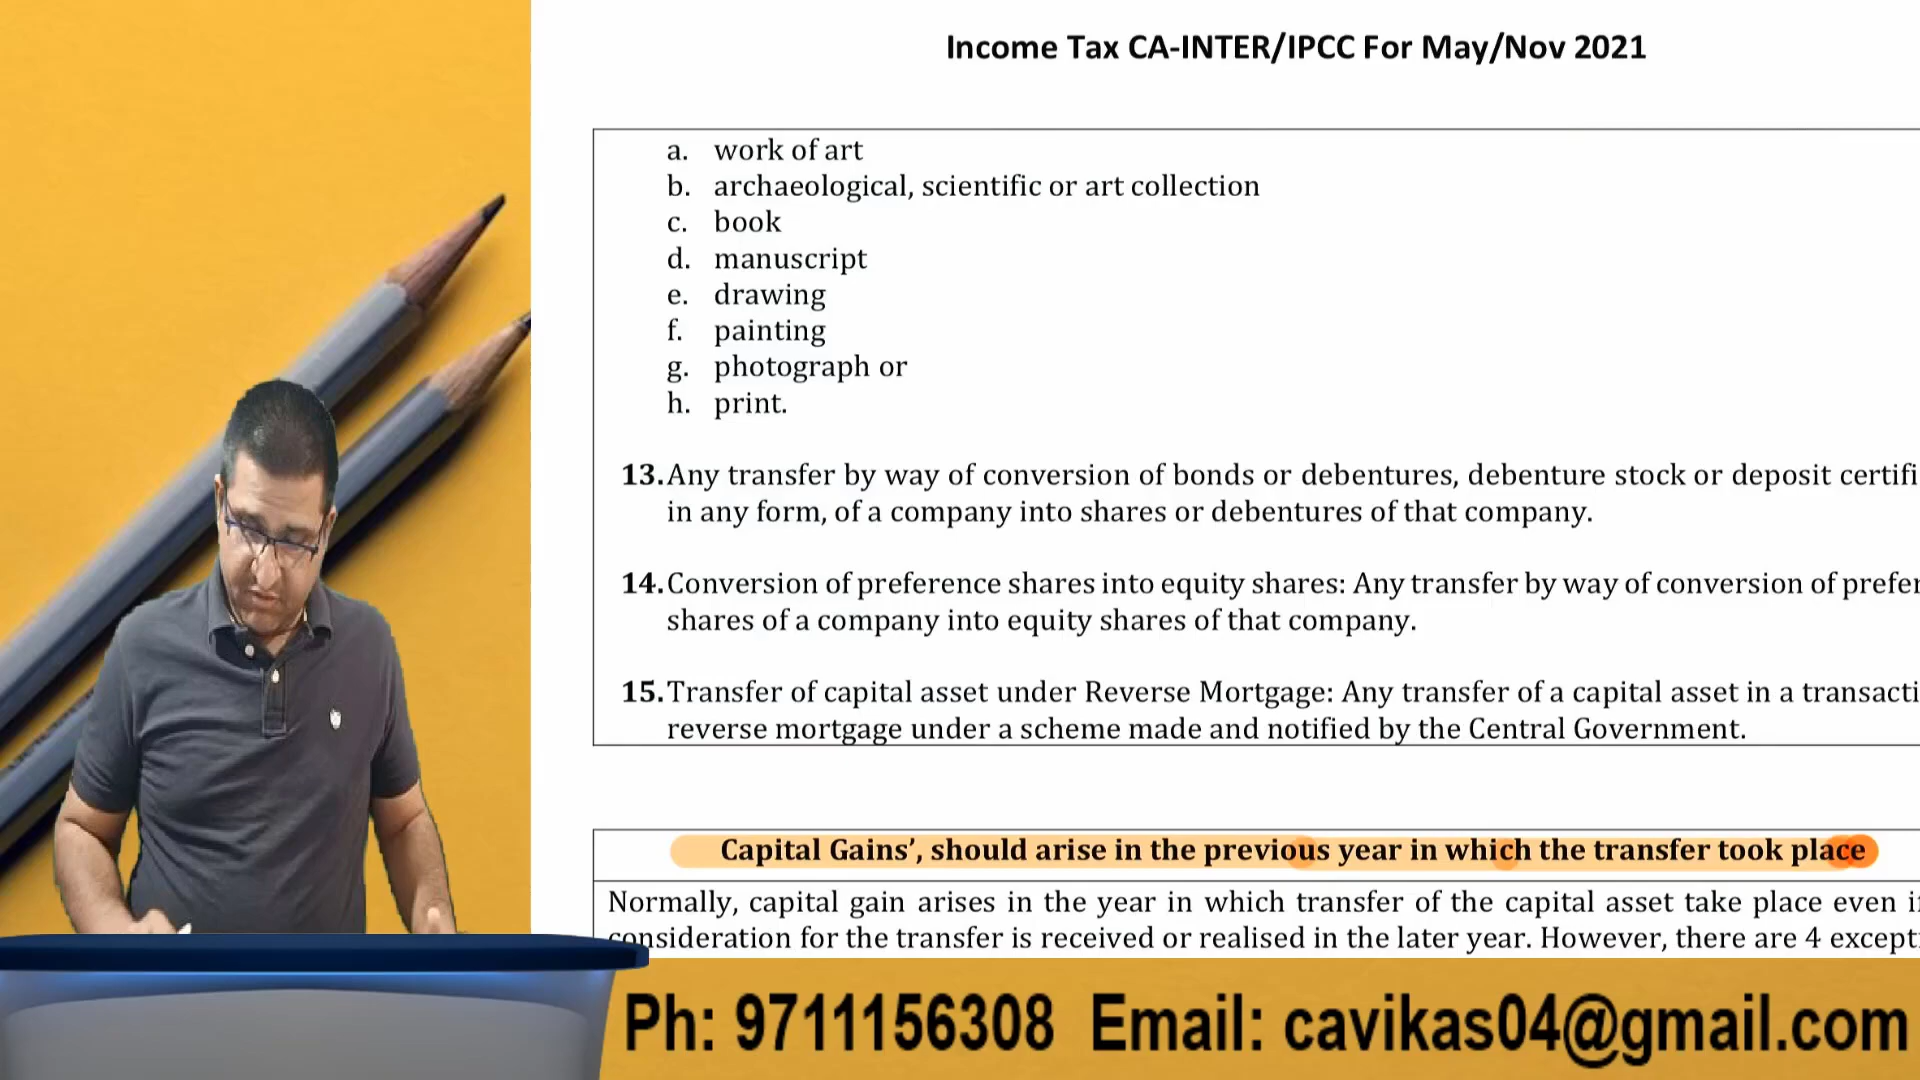 Income Tax CA-INTER/IPCC For May/Nov 2021
a. work of art
b. archaeological, scientific or art collection
c. book
d. manuscript
e. drawing
f. painting
g. photograph or
h. print.
13. Any transfer by way of conversion of bonds or debentures, debenture stock or deposit certifi
in any form, of a company into shares or debentures of that company.
14. Conversion of preference shares into equity shares: Any transfer by way of conversion of prefer
shares of a company into equity shares of that company.
15. Transfer of capital asset under Reverse Mortgage: Any transfer of a capital asset in a transacti
reverse mortgage under a scheme made and notified by the Central Government.
Capital Gains’, should arise in the previous year in which the transfer took place
Normally, capital gain arises in the year in which transfer of the capital asset take place even i
consideration for the transfer is received or realised in the later year. However, there are 4 except
Ph: 9711156308 Email: cavikas04@gmail.com